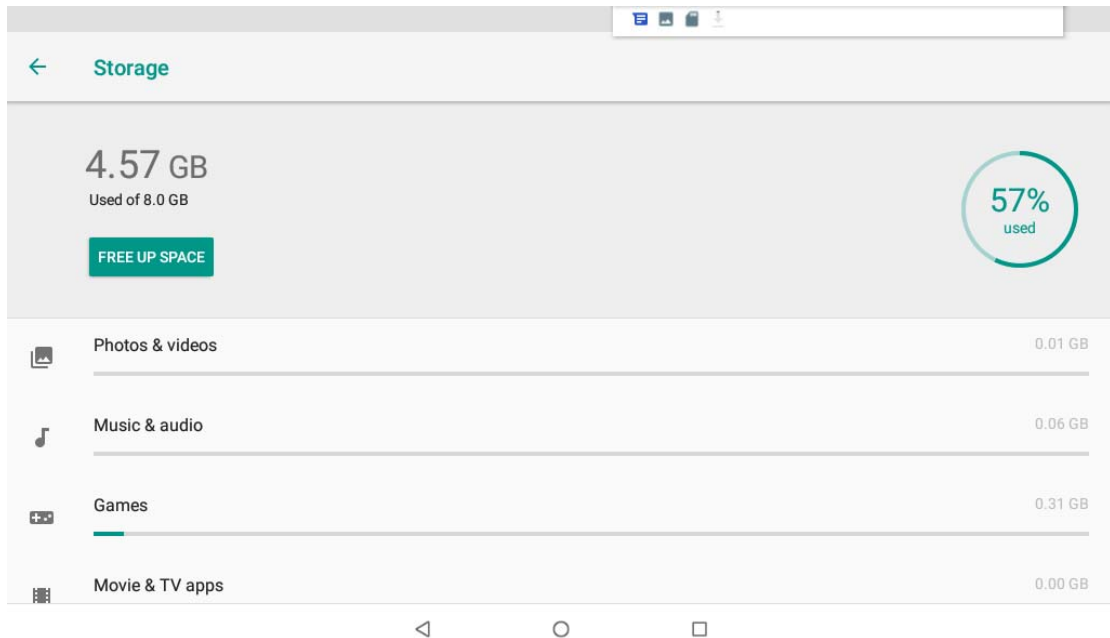 Storage
4.57 GB
Used of 8.0 GB
57%
used
FREE UP SPACE
Photos & videos 0.01 GB
Music & audio 0.06 GB
Games 0.31 GB
Movie & TV apps 0.00 GB